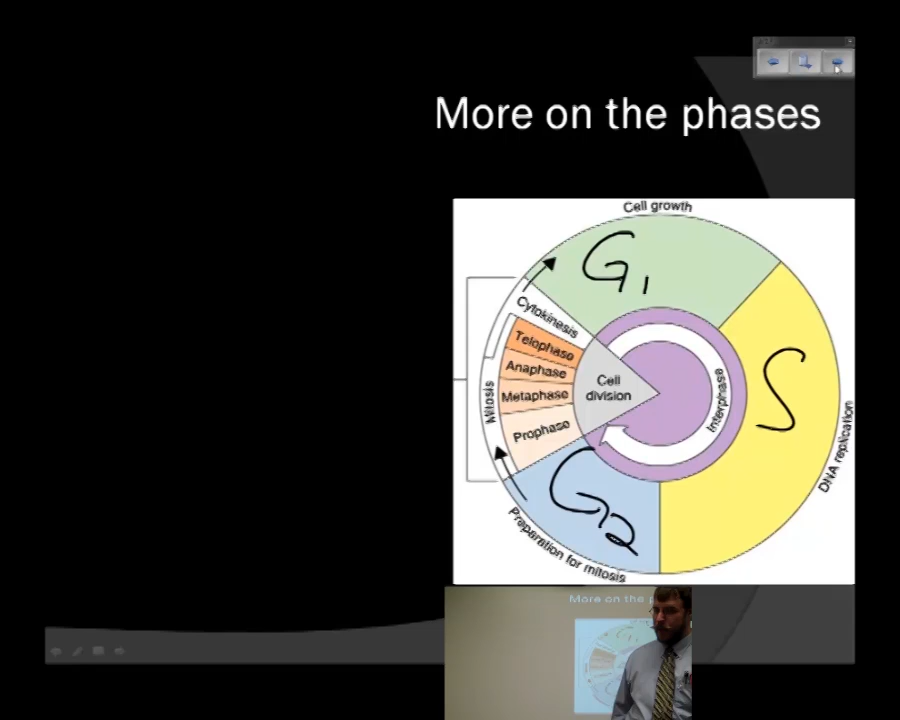 More on the phases
Cell growth
G1
Cytokinesis
Telophase
Anaphase
Metaphase
Prophase
Mitosis
Cell
division
Interphase
S
DNA replication
G2
Preparation for mitosis
More on the p